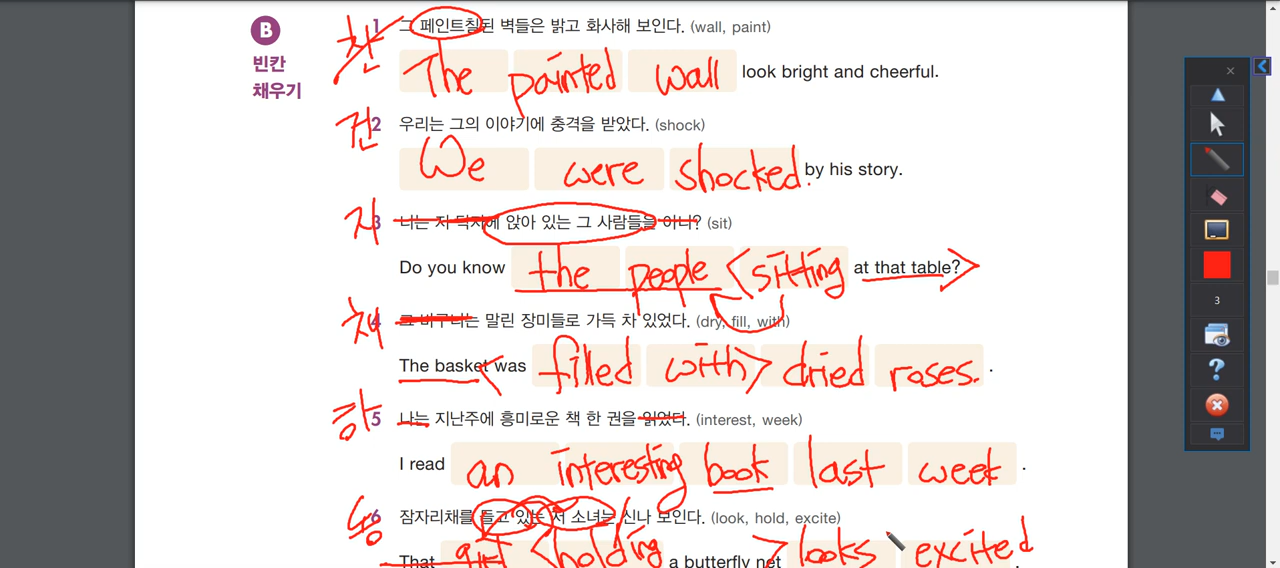 B
빈칸
채우기
1 그 페인트칠된 벽들은 밝고 화사해 보인다. (wall, paint)
The painted wall look bright and cheerful.
2 우리는 그의 이야기에 충격을 받았다. (shock)
We were shocked. by his story.
3 너는 저 탁자에 앉아 있는 그 사람들을 아니? (sit)
Do you know the people <sitting at that table?>
4 그 바구니는 말린 장미들로 가득 차 있었다. (dry, fill, with)
The basket < was filled with> dried roses. .
5 나는 지난주에 흥미로운 책 한 권을 읽었다. (interest, week)
I read an interesting book last week .
6 잠자리채를 들고 있는 저 소녀는 신나 보인다. (look, hold, excite)
That girl <holding a butterfly net > looks excited .
3